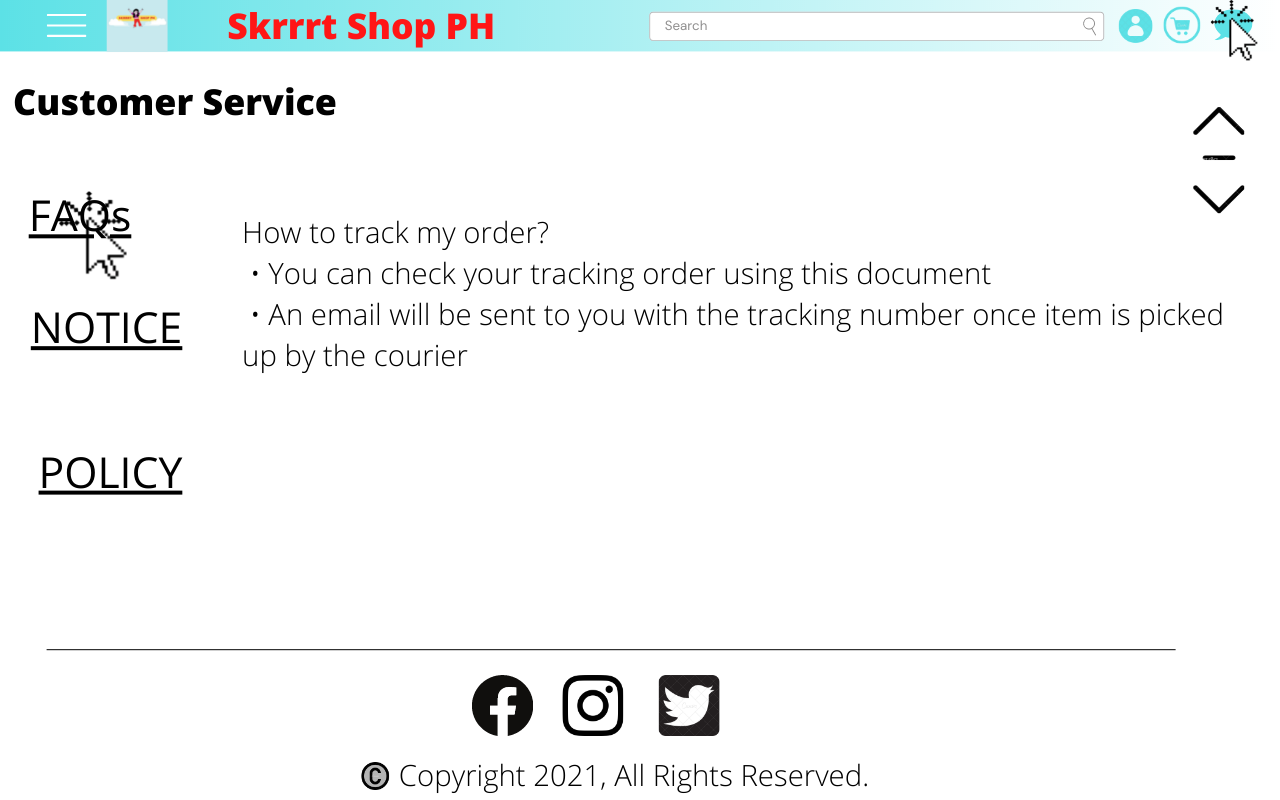 Skrrrt Shop PH
Search
Customer Service
FAQs
How to track my order?
• You can check your tracking order using this document
• An email will be sent to you with the tracking number once item is picked
up by the courier
NOTICE
POLICY
© Copyright 2021, All Rights Reserved.